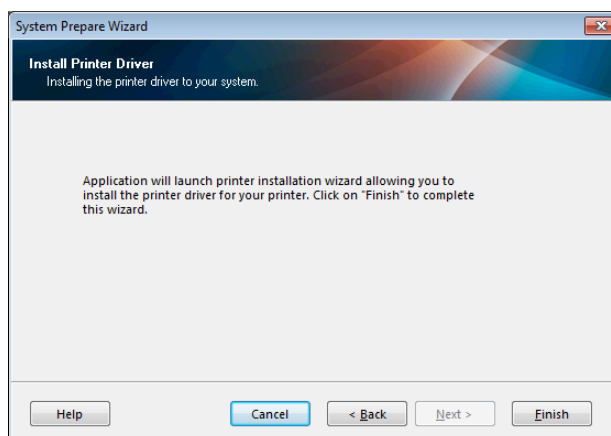 System Prepare Wizard
Install Printer Driver
Installing the printer driver to your system.
Application will launch printer installation wizard allowing you to
install the printer driver for your printer. Click on "Finish" to complete
this wizard.
Help
Cancel
< Back
Next >
Finish